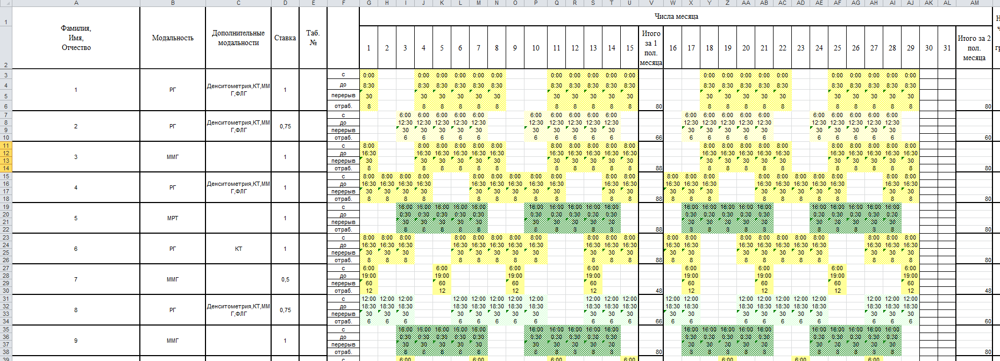 A B C D E F G H I J K L M N O P Q R S T U V W X Y Z AA AB AC AD AE AF AG AH AI AJ AK AL AM
1 Фамилия, Имя, Отчество Модальность Дополнительные модальности Ставка Таб. № Числа месяца Н
2 1 2 3 4 5 6 7 8 9 10 11 12 13 14 15 Итого за 1 пол. месяца 16 17 18 19 20 21 22 23 24 25 26 27 28 29 30 31 Итого за 2 пол. месяца
3 с 0:00 0:00 0:00 0:00 0:00 0:00 0:00 0:00 0:00 0:00 0:00 0:00 0:00 0:00 0:00 0:00 0:00 0:00 0:00 0:00 0:00
4 1 РГ Денситометрия,КТ,ММГ,ФЛГ 1 до 8:30 8:30 8:30 8:30 8:30 8:30 8:30 8:30 8:30 8:30 8:30 8:30 8:30 8:30 8:30 8:30 8:30 8:30 8:30 8:30 8:30
5 перерыв 30 30 30 30 30 30 30 30 30 30 30 30 30 30 30 30 30 30 30 30 30
6 отраб. 8 8 8 8 8 8 8 8 8 8 8 80 8 8 8 8 8 8 8 8 8 8 80
7 с 6:00 6:00 6:00 6:00 6:00 6:00 6:00 6:00 6:00 6:00 6:00 6:00 6:00 6:00 6:00 6:00 6:00 6:00 6:00 6:00
8 2 РГ Денситометрия,КТ,ММГ,ФЛГ 0,75 до 12:30 12:30 12:30 12:30 12:30 12:30 12:30 12:30 12:30 12:30 12:30 12:30 12:30 12:30 12:30 12:30 12:30 12:30 12:30 12:30
9 перерыв 30 30 30 30 30 30 30 30 30 30 30 30 30 30 30 30 30 30 30 30
10 отраб. 6 6 6 6 6 6 6 6 6 6 66 6 6 6 6 6 6 6 6 6 6 60
11 с 8:00 8:00 8:00 8:00 8:00 8:00 8:00 8:00 8:00 8:00 8:00 8:00 8:00 8:00 8:00 8:00 8:00 8:00 8:00 8:00 8:00
12 3 ММГ 1 до 16:30 16:30 16:30 16:30 16:30 16:30 16:30 16:30 16:30 16:30 16:30 16:30 16:30 16:30 16:30 16:30 16:30 16:30 16:30 16:30 16:30
13 перерыв 30 30 30 30 30 30 30 30 30 30 30 30 30 30 30 30 30 30 30 30 30
14 отраб. 8 8 8 8 8 8 8 8 8 8 8 88 8 8 8 8 8 8 8 8 8 8 80
15 с 8:00 8:00 8:00 8:00 8:00 8:00 8:00 8:00 8:00 8:00 8:00 8:00 8:00 8:00 8:00 8:00 8:00 8:00 8:00 8:00 8:00
16 4 РГ Денситометрия,КТ,ММГ,ФЛГ 1 до 16:30 16:30 16:30 16:30 16:30 16:30 16:30 16:30 16:30 16:30 16:30 16:30 16:30 16:30 16:30 16:30 16:30 16:30 16:30 16:30 16:30
17 перерыв 30 30 30 30 30 30 30 30 30 30 30 30 30 30 30 30 30 30 30 30 30
18 отраб. 8 8 8 8 8 8 8 8 8 8 8 88 8 8 8 8 8 8 8 8 8 8 80
19 с 16:00 16:00 16:00 16:00 16:00 16:00 16:00 16:00 16:00 16:00 16:00 16:00 16:00 16:00 16:00 16:00 16:00 16:00 16:00 16:00
20 5 МРТ 1 до 0:30 0:30 0:30 0:30 0:30 0:30 0:30 0:30 0:30 0:30 0:30 0:30 0:30 0:30 0:30 0:30 0:30 0:30 0:30 0:30
21 перерыв 30 30 30 30 30 30 30 30 30 30 30 30 30 30 30 30 30 30 30 30
22 отраб. 8 8 8 8 8 8 8 8 8 8 88 8 8 8 8 8 8 8 8 8 8 80
23 с 8:00 8:00 8:00 8:00 8:00 8:00 8:00 8:00 8:00 8:00 8:00 8:00 8:00 8:00 8:00 8:00 8:00 8:00 8:00 8:00 8:00
24 6 РГ КТ 1 до 16:30 16:30 16:30 16:30 16:30 16:30 16:30 16:30 16:30 16:30 16:30 16:30 16:30 16:30 16:30 16:30 16:30 16:30 16:30 16:30 16:30
25 перерыв 30 30 30 30 30 30 30 30 30 30 30 30 30 30 30 30 30 30 30 30 30
26 отраб. 8 8 8 8 8 8 8 8 8 8 8 88 8 8 8 8 8 8 8 8 8 8 80
27 с 6:00 6:00 6:00 6:00 6:00 6:00 6:00 6:00
28 7 ММГ 0,5 до 19:00 19:00 19:00 19:00 19:00 19:00 19:00 19:00
29 перерыв 60 60 60 60 60 60 60 60
30 отраб. 12 12 12 12 48 12 12 12 12 48
31 с 12:00 12:00 12:00 12:00 12:00 12:00 12:00 12:00 12:00 12:00 12:00 12:00 12:00 12:00 12:00 12:00 12:00 12:00 12:00 12:00 12:00
32 8 РГ Денситометрия,КТ,ММГ,ФЛГ 0,75 до 18:30 18:30 18:30 18:30 18:30 18:30 18:30 18:30 18:30 18:30 18:30 18:30 18:30 18:30 18:30 18:30 18:30 18:30 18:30 18:30 18:30
33 перерыв 30 30 30 30 30 30 30 30 30 30 30 30 30 30 30 30 30 30 30 30 30
34 отраб. 6 6 6 6 6 6 6 6 6 6 6 66 6 6 6 6 6 6 6 6 6 6 60
35 с 16:00 16:00 16:00 16:00 16:00 16:00 16:00 16:00 16:00 16:00 16:00 16:00 16:00 16:00 16:00 16:00 16:00 16:00 16:00 16:00
36 9 ММГ 1 до 0:30 0:30 0:30 0:30 0:30 0:30 0:30 0:30 0:30 0:30 0:30 0:30 0:30 0:30 0:30 0:30 0:30 0:30 0:30 0:30
37 перерыв 30 30 30 30 30 30 30 30 30 30 30 30 30 30 30 30 30 30 30 30
38 отраб. 8 8 8 8 8 8 8 8 8 8 80 8 8 8 8 8 8 8 8 8 8 80
39 с 6:00 6:00 6:00 6:00 6:00 6:00 6:00